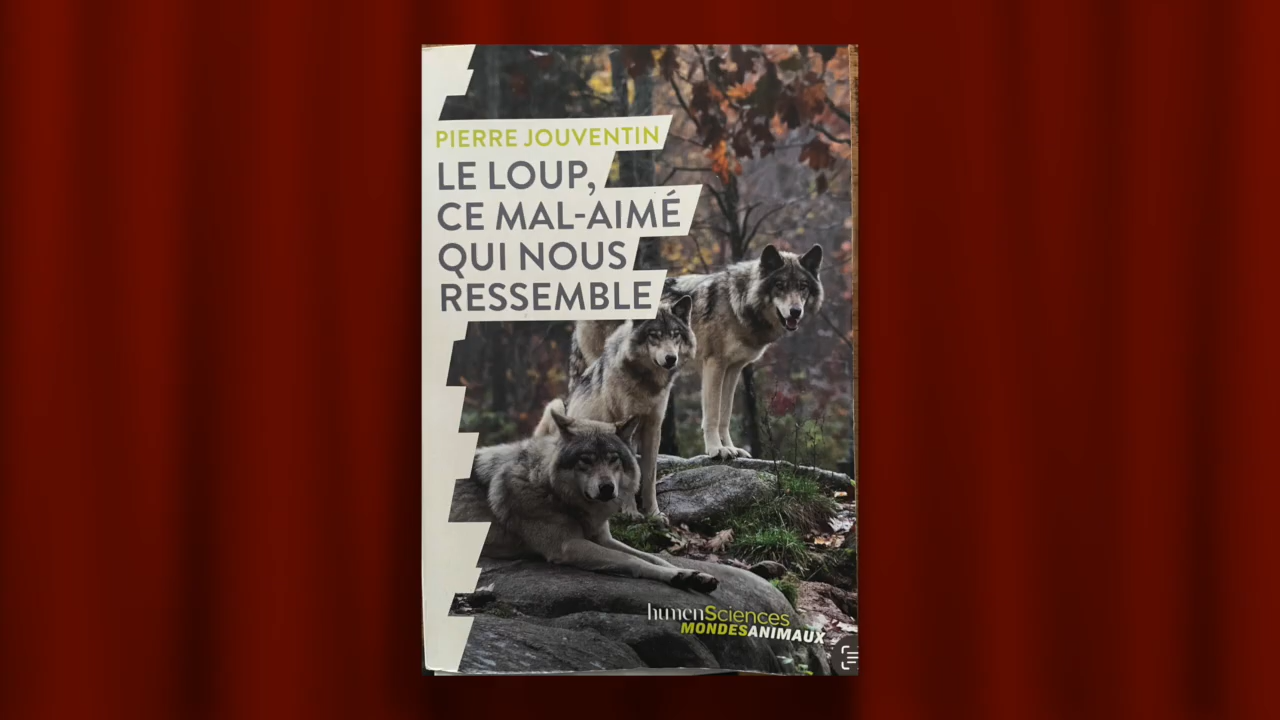 PIERRE JOUVENTIN
LE LOUP,
CE MAL-AIMÉ
QUI NOUS
RESSEMBLE
humenSciences
MONDESANIMAUX